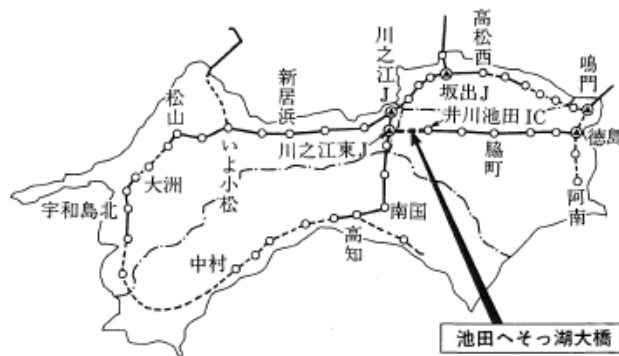 高松西
川之江J
鳴門
新居浜
坂出J
松山
井川池田 IC
川之江東J
徳島
いよ小松
脇町
大洲
阿南
宇和島北
南国
高知
中村
池田へそっ湖大橋